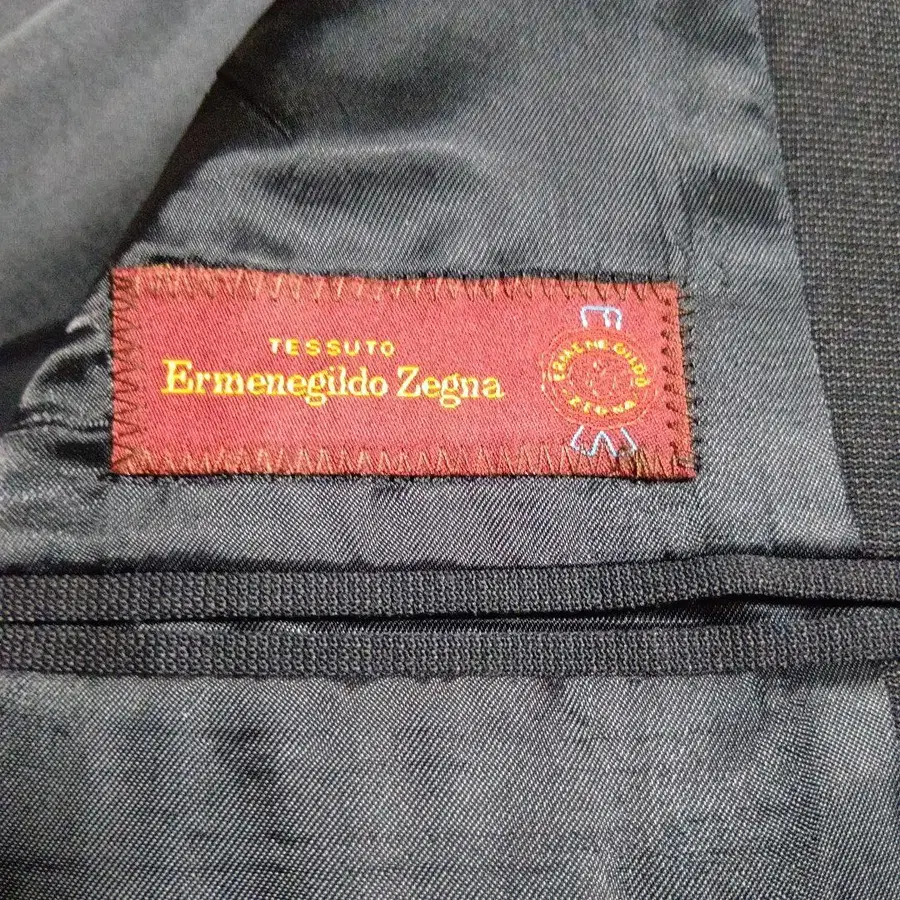 TESSUTO
Ermenegildo Zegna
ERMENEGILDO
ZEGNA